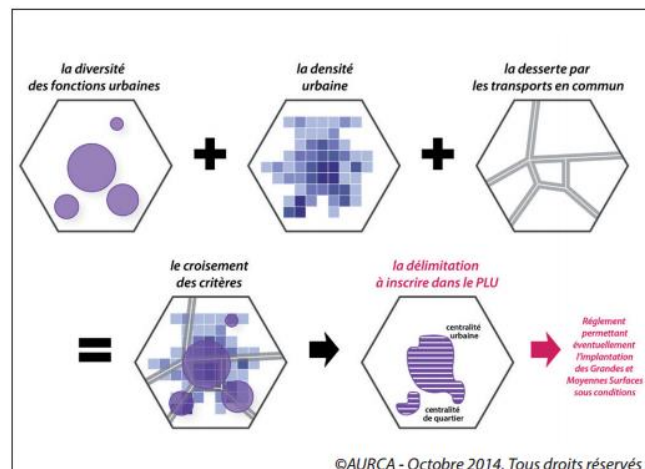 la diversité
des fonctions urbaines
la densité
urbaine
la desserte par
les transports en commun
le croisement
des critères
la délimitation
à inscrire dans le PLU
centralité
urbaine
centralité
de quartier
Réglement
permettant
éventuellement
l'implantation
des Grandes et
Moyennes Surfaces
sous conditions
©AURCA - Octobre 2014. Tous droits réservés